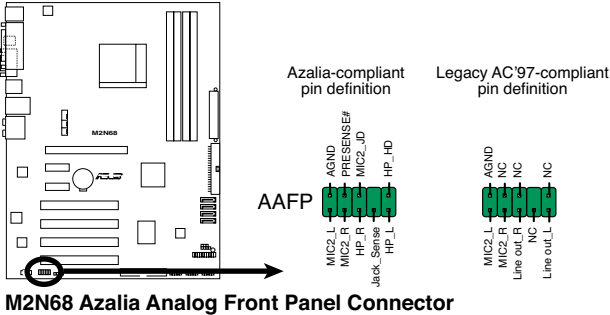 Azalia-compliant
pin definition
Legacy AC'97-compliant
pin definition
M2N68
ASUS
AAFP
AGND
PRESENSE#
MIC2_JD
HP_HD
MIC2_L
MIC2_R
HP_R
Jack_Sense
HP_L
AGND
NC
NC
NC
MIC2_L
MIC2_R
Line out_R
NC
Line out_L
M2N68 Azalia Analog Front Panel Connector